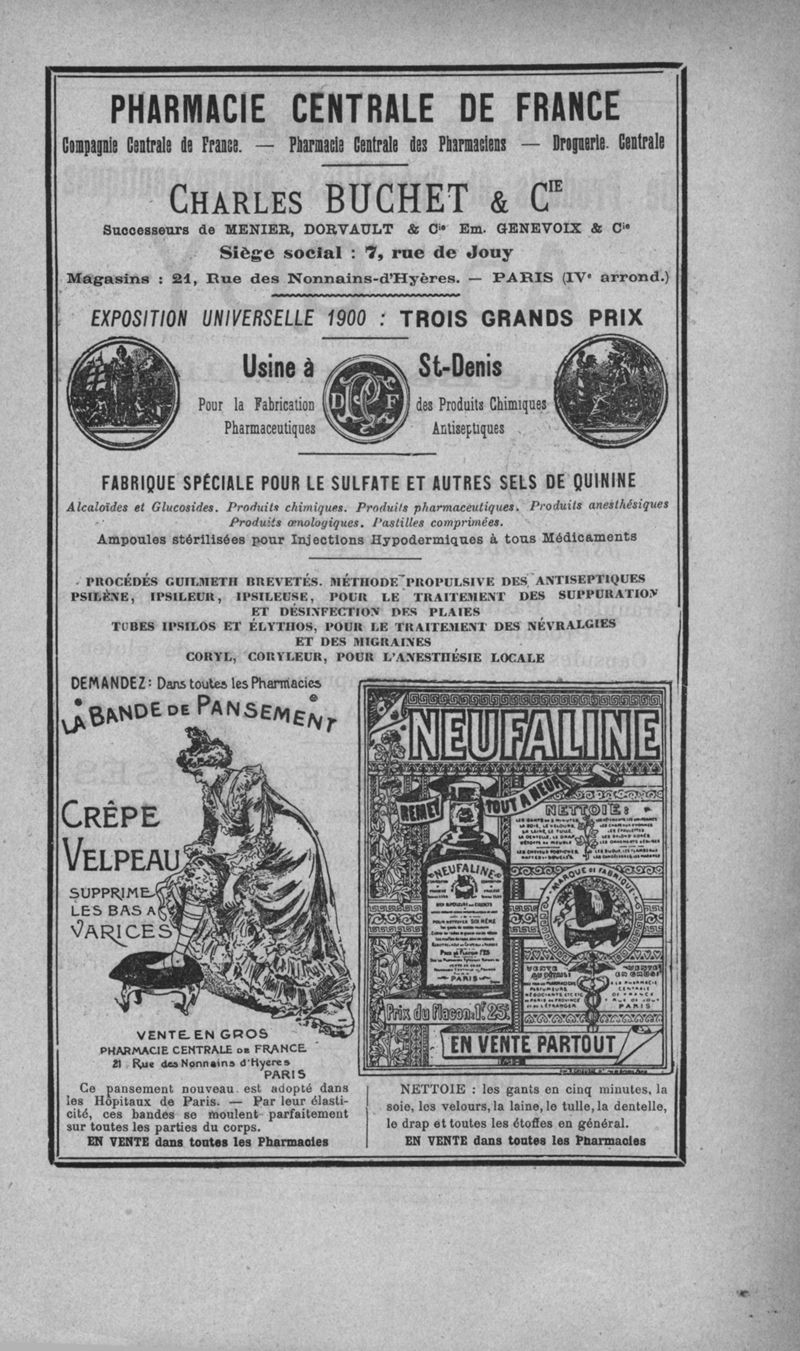 PHARMACIE CENTRALE DE FRANCE
Compagnie Centrale de France. — Pharmacie Centrale des Pharmaciens — Droguerie. Centrale
CHARLES BUCHET & CIE
Successeurs de MENIER, DORVAULT & Cie Em. GENEVOIX & Cie
Siège social : 7, rue de Jouy
Magasins : 21, Rue des Nonnains-d'Hyères. — PARIS (IVe arrond.)
EXPOSITION UNIVERSELLE 1900 : TROIS GRANDS PRIX
Usine à St-Denis
Pour la Fabrication des Produits Chimiques
Pharmaceutiques Antiseptiques
D PC F
FABRIQUE SPÉCIALE POUR LE SULFATE ET AUTRES SELS DE QUININE
Alcaloïdes et Glucosides. Produits chimiques. Produits pharmaceutiques. Produits anesthésiques
Produits œnologiques. Pastilles comprimées.
Ampoules stérilisées pour Injections Hypodermiques à tous Médicaments
PROCÉDÉS GUILMETH BREVETÉS. MÉTHODE PROPULSIVE DES ANTISEPTIQUES
PSILÈNE, IPSILEUR, IPSILEUSE, POUR LE TRAITEMENT DES SUPPURATION
ET DÉSINFECTION DES PLAIES
TUBES IPSILOS ET ÉLYTHOS, POUR LE TRAITEMENT DES NÉVRALGIES
ET DES MIGRAINES
CORYL, CORYLEUR, POUR L'ANESTHÉSIE LOCALE
DEMANDEZ : Dans toutes les Pharmacies
LA BANDE DE PANSEMENT
CRÊPE
VELPEAU
SUPPRIME
LES BAS A
VARICES
VENTE EN GROS
PHARMACIE CENTRALE DE FRANCE
21 Rue des Nonnains d'Hyeres
PARIS
Ce pansement nouveau est adopté dans
les Hôpitaux de Paris. — Par leur élasti-
cité, ces bandes se moulent parfaitement
sur toutes les parties du corps.
EN VENTE dans toutes les Pharmacies
NEUFALINE
REMET TOUT A NEUF
NETTOIE :
NEUFALINE
POUR NETTOYER SOI MÊME
PARIS
MARQUE DE FABRIQUE
Prix du Flacon: 1f. 25c
EN VENTE PARTOUT
NETTOIE : les gants en cinq minutes, la
soie, les velours, la laine, le tulle, la dentelle,
le drap et toutes les étoffes en général.
EN VENTE dans toutes les Pharmacies